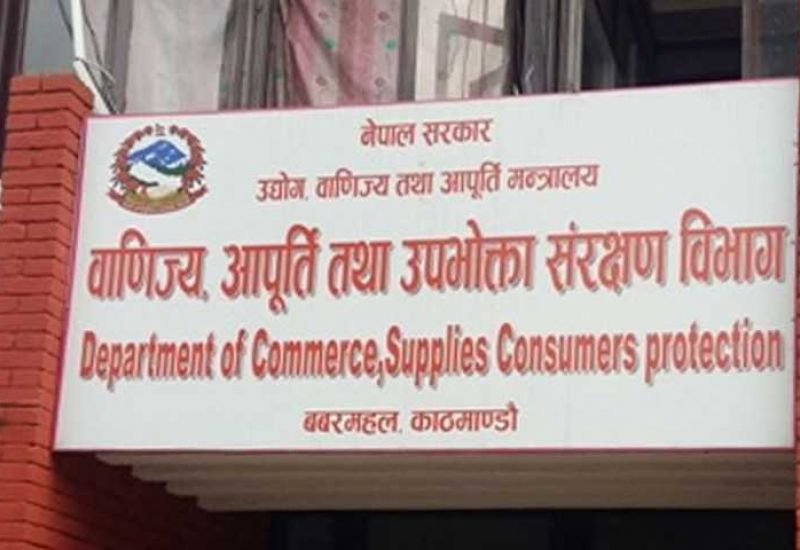 नेपाल सरकार
उद्योग, वाणिज्य तथा आपूर्ति मन्त्रालय
वाणिज्य, आपूर्ति तथा उपभोक्ता संरक्षण विभाग
Department of Commerce,Supplies Consumers protection
बबरमहल, काठमाण्डौ